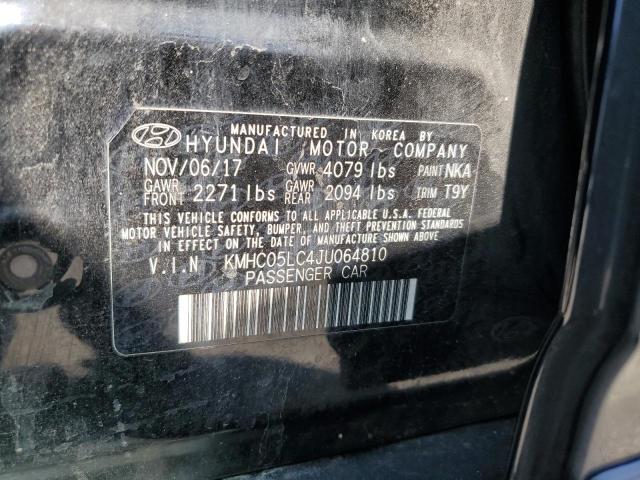 MANUFACTURED IN KOREA BY
HYUNDAI MOTOR COMPANY
NOV/06/17 GVWR 4079 lbs PAINT NKA
GAWR FRONT 2271 lbs GAWR REAR 2094 lbs TRIM T9Y
THIS VEHICLE CONFORMS TO ALL APPLICABLE U.S.A. FEDERAL
MOTOR VEHICLE SAFETY, BUMPER, AND THEFT PREVENTION STANDARDS
IN EFFECT ON THE DATE OF MANUFACTURE SHOWN ABOVE.
V.I.N KMHC05LC4JU064810
PASSENGER CAR